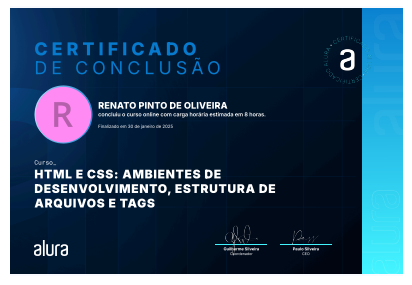 CERTIFICADO
DE CONCLUSÃO
R
RENATO PINTO DE OLIVEIRA
concluiu o curso online com carga horária estimada em 8 horas.
Finalizado em 30 de janeiro de 2025
Curso_
HTML E CSS: AMBIENTES DE
DESENVOLVIMENTO, ESTRUTURA DE
ARQUIVOS E TAGS
alura
Guilherme Silveira
Coordenador
Paulo Silveira
CEO